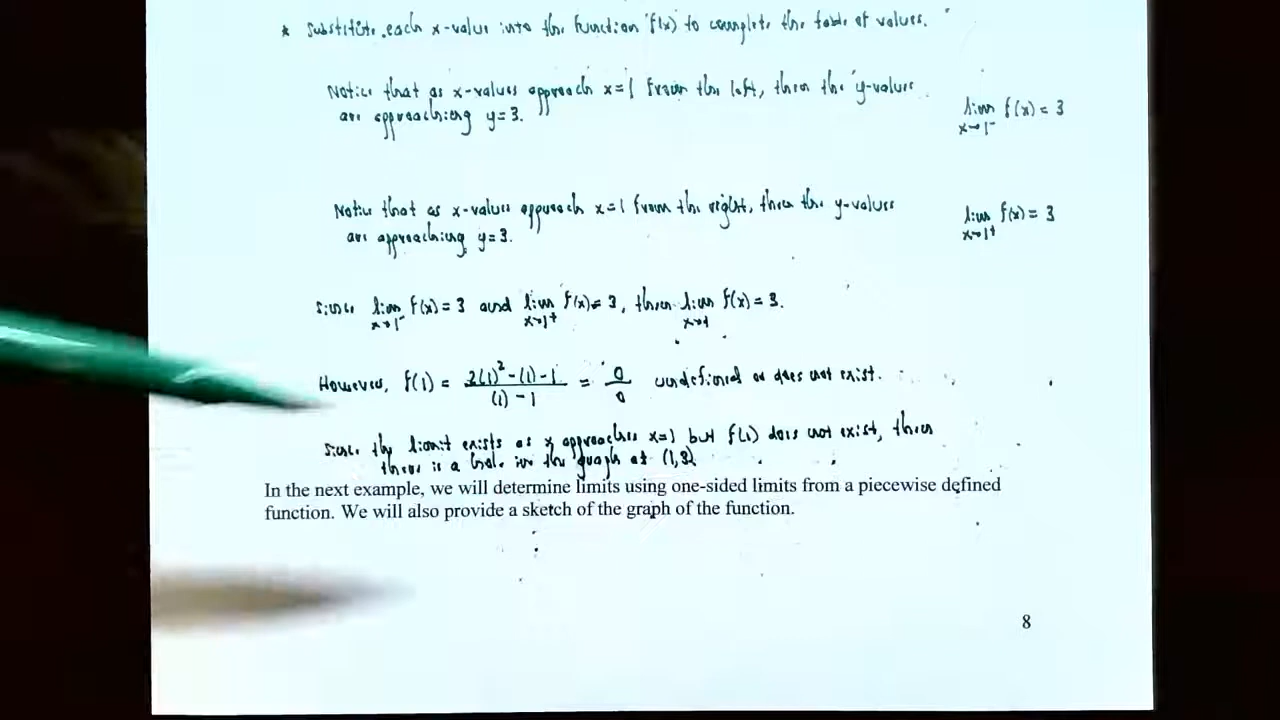 * Substitute each x-value into the function f(x) to complete the table of values.
Notice that as x-values approach x=1 from the left, then the y-values
are approaching y=3.
lim f(x) = 3
x→1⁻
Notice that as x-values approach x=1 from the right, then the y-values
are approaching y=3.
lim f(x) = 3
x→1⁺
Since lim f(x) = 3 and lim f(x) = 3, then lim f(x) = 3.
x→1⁻ x→1⁺ x→1
However, f(1) = 2(1)²-(1)-1 / (1)-1 = 0/0 undefined or does not exist.
Since the limit exists as x approaches x=1 but f(1) does not exist, then
there is a hole in the graph at (1,3).
In the next example, we will determine limits using one-sided limits from a piecewise defined
function. We will also provide a sketch of the graph of the function.
8